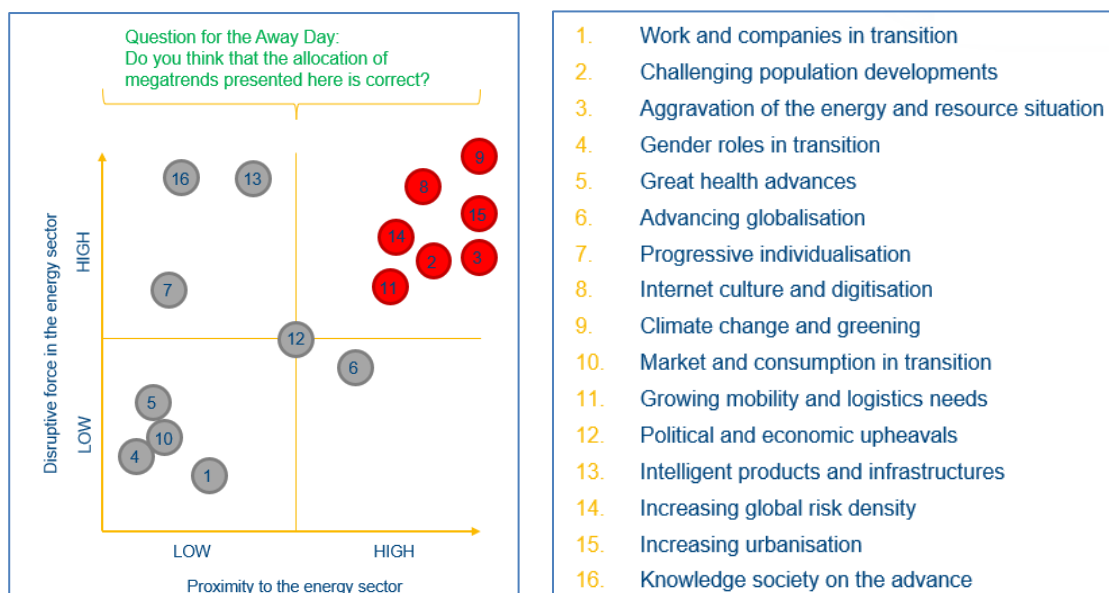 Question for the Away Day:
Do you think that the allocation of
megatrends presented here is correct?
Disruptive force in the energy sector
HIGH
LOW
16
13
9
8
15
14
2
3
7
11
12
6
5
10
4
1
LOW
HIGH
Proximity to the energy sector
1. Work and companies in transition
2. Challenging population developments
3. Aggravation of the energy and resource situation
4. Gender roles in transition
5. Great health advances
6. Advancing globalisation
7. Progressive individualisation
8. Internet culture and digitisation
9. Climate change and greening
10. Market and consumption in transition
11. Growing mobility and logistics needs
12. Political and economic upheavals
13. Intelligent products and infrastructures
14. Increasing global risk density
15. Increasing urbanisation
16. Knowledge society on the advance